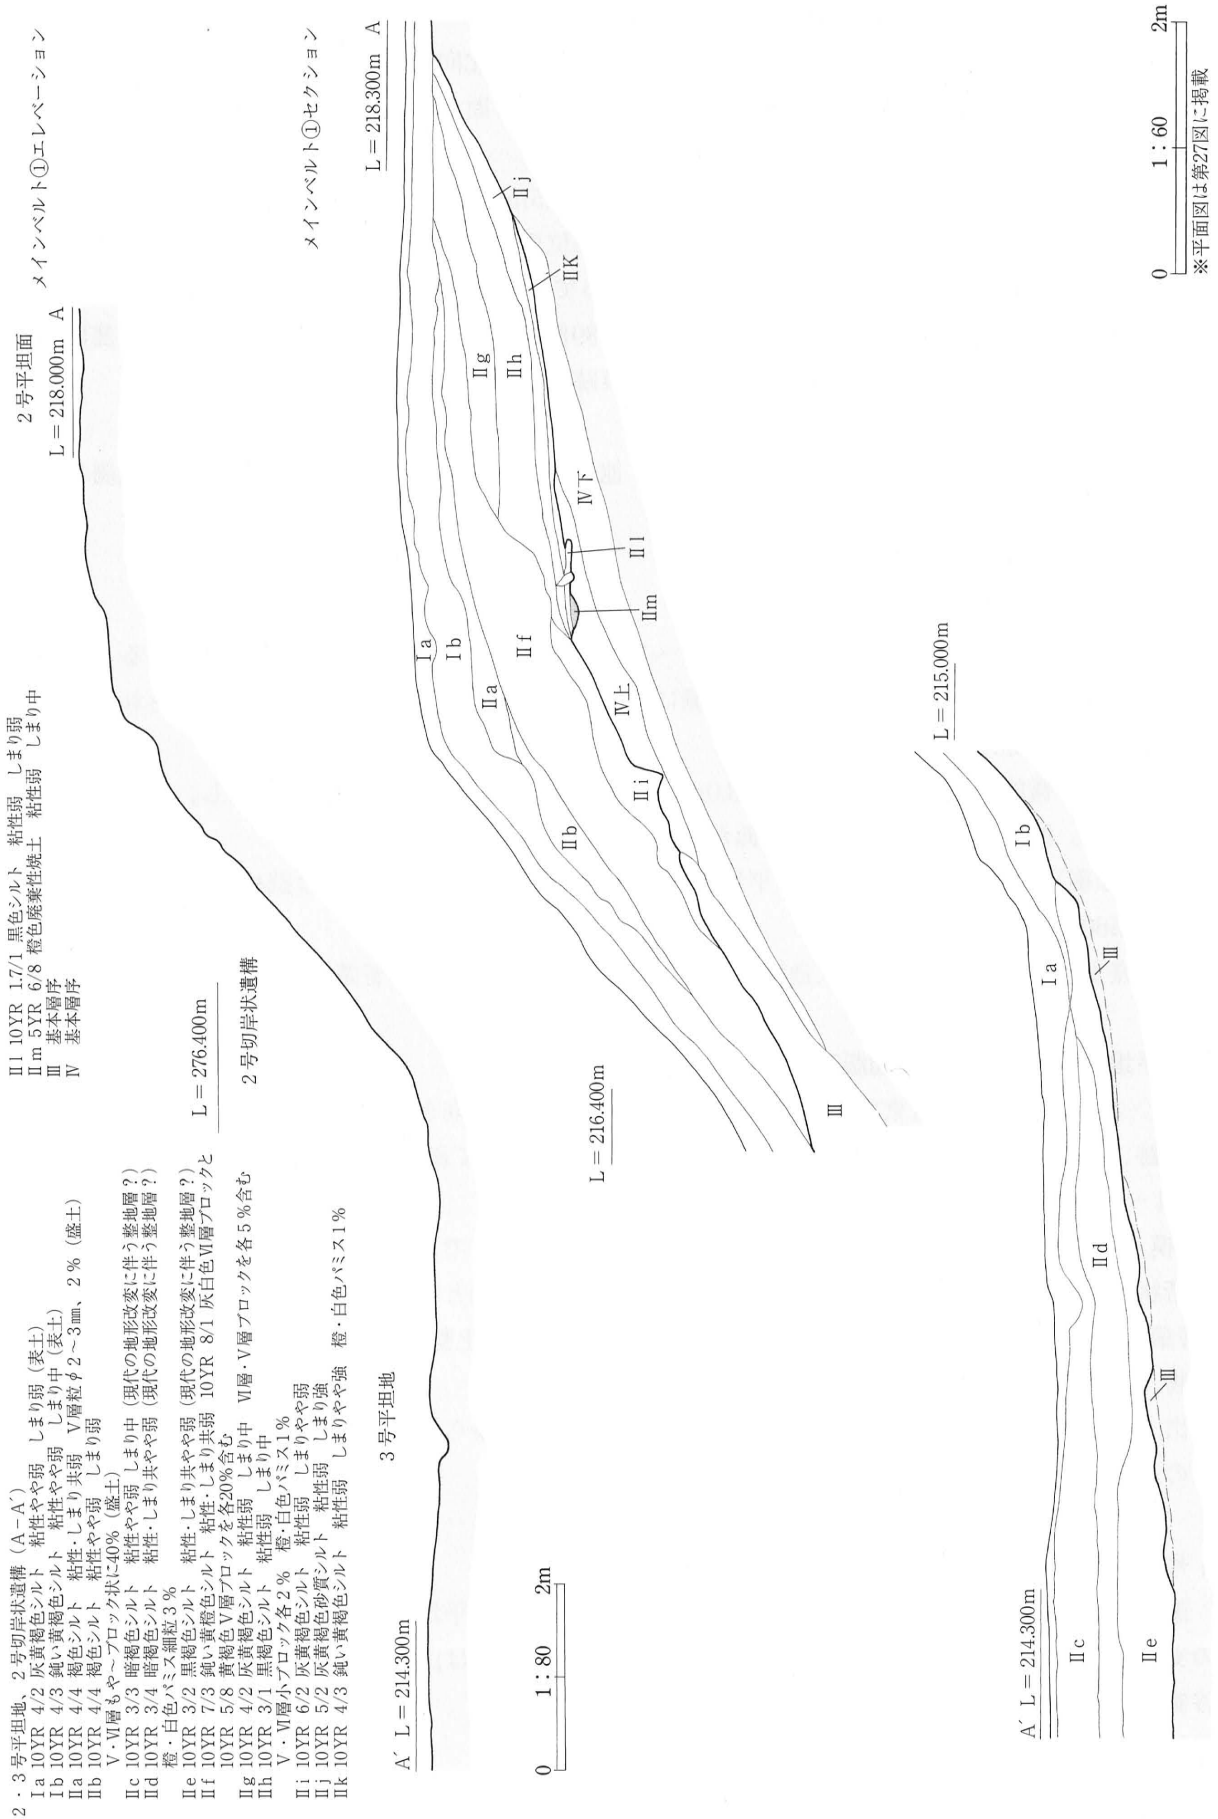 2・3号平坦地、2号切岸状遺構（A－A´）
Ⅰa 10YR 4/2 灰黄褐色シルト　粘性やや弱　しまり弱（表土）
Ⅰb 10YR 4/3 鈍い黄褐色シルト　粘性やや弱　しまり中（表土）
Ⅱa 10YR 4/4 褐色シルト　粘性・しまり共弱　Ⅴ層粒φ2～3㎜、2％（盛土）
Ⅱb 10YR 4/4 褐色シルト　粘性やや弱　しまり弱
Ⅴ・Ⅵ層もや～ブロック状に40％（盛土）
Ⅱc 10YR 3/3 暗褐色シルト　粘性やや弱 しまり中（現代の地形改変に伴う整地層？）
Ⅱd 10YR 3/4 暗褐色シルト　粘性・しまり共やや弱（現代の地形改変に伴う整地層？）
橙・白色パミス細粒3％
Ⅱe 10YR 3/2 黒褐色シルト　粘性・しまり共やや弱（現代の地形改変に伴う整地層？）
Ⅱf 10YR 7/3 鈍い黄橙色シルト　粘性・しまり共弱　10YR 8/1 灰白色Ⅵ層ブロックと
10YR 5/8 黄褐色Ⅴ層ブロックを各20％含む
Ⅱg 10YR 4/2 灰黄褐色シルト　粘性弱　しまり中　Ⅵ層・Ⅴ層ブロックを各5％含む
Ⅱh 10YR 3/1 黒褐色シルト　粘性弱　しまり中
Ⅴ・Ⅵ層小ブロック各2％　橙・白色パミス1％
Ⅱi 10YR 6/2 灰黄褐色シルト　粘性弱　しまりやや弱
Ⅱj 10YR 5/2 灰黄褐色砂質シルト　粘性弱　しまり強
Ⅱk 10YR 4/3 鈍い黄褐色シルト　粘性弱　しまりやや強　橙・白色パミス1％
Ⅱl 10YR 1.7/1 黒色シルト　粘性弱　しまり弱
Ⅱm 5YR 6/8 橙色廃棄性焼土　粘性弱　しまり中
Ⅲ　基本層序
Ⅳ　基本層序
メインベルト①エレベーション
2号平坦面
L＝218.000m　A
L＝276.400m
2号切岸状遺構
3号平坦地
A´ L＝214.300m
0
1：80
2m
メインベルト①セクション
L＝218.300m　A
Ⅱj
ⅡK
Ⅱg
Ⅱh
Ⅳ下
Ⅱl
Ⅱm
Ⅰa
Ⅰb
Ⅱf
Ⅱa
Ⅳ上
Ⅱi
Ⅱb
L＝216.400m
Ⅲ
L＝215.000m
Ⅰb
Ⅰa
Ⅲ
Ⅱd
Ⅲ
Ⅱc
Ⅱe
A´ L＝214.300m
0
1：60
2m
※平面図は第27図に掲載